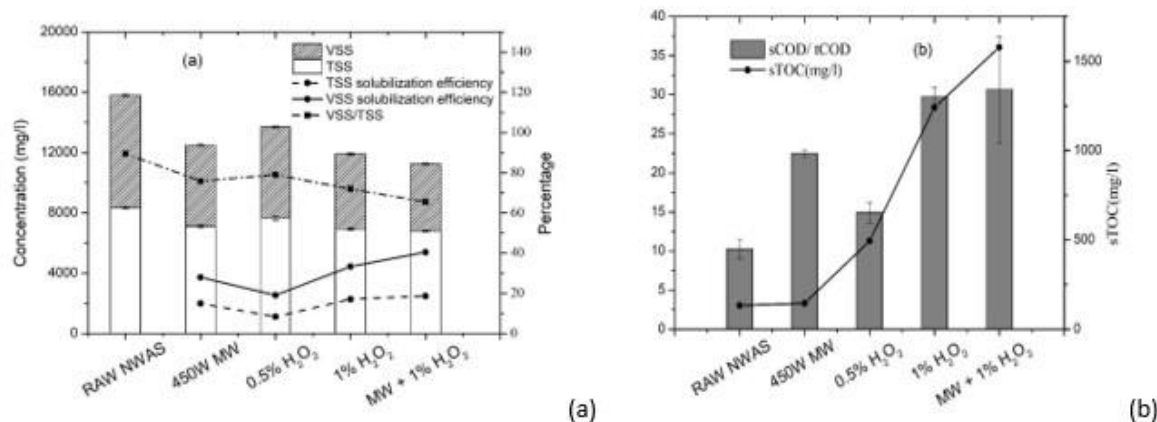 20000
16000
12000
8000
4000
0
Concentration (mg/l)
(a)
VSS
TSS
TSS solubilization efficiency
VSS solubilization efficiency
VSS/TSS
140
120
100
80
60
40
20
0
Percentage
RAW NWAS
450W MW
0.5% H₂O₂
1% H₂O₂
MW + 1% H₂O₂
(a)
40
35
30
25
20
15
10
5
0
sCOD/ tCOD
(b)
sTOC(mg/l)
1500
1000
500
0
sTOC(mg/l)
RAW NWAS
450W MW
0.5% H₂O₂
1% H₂O₂
MW + 1% H₂O₂
(b)